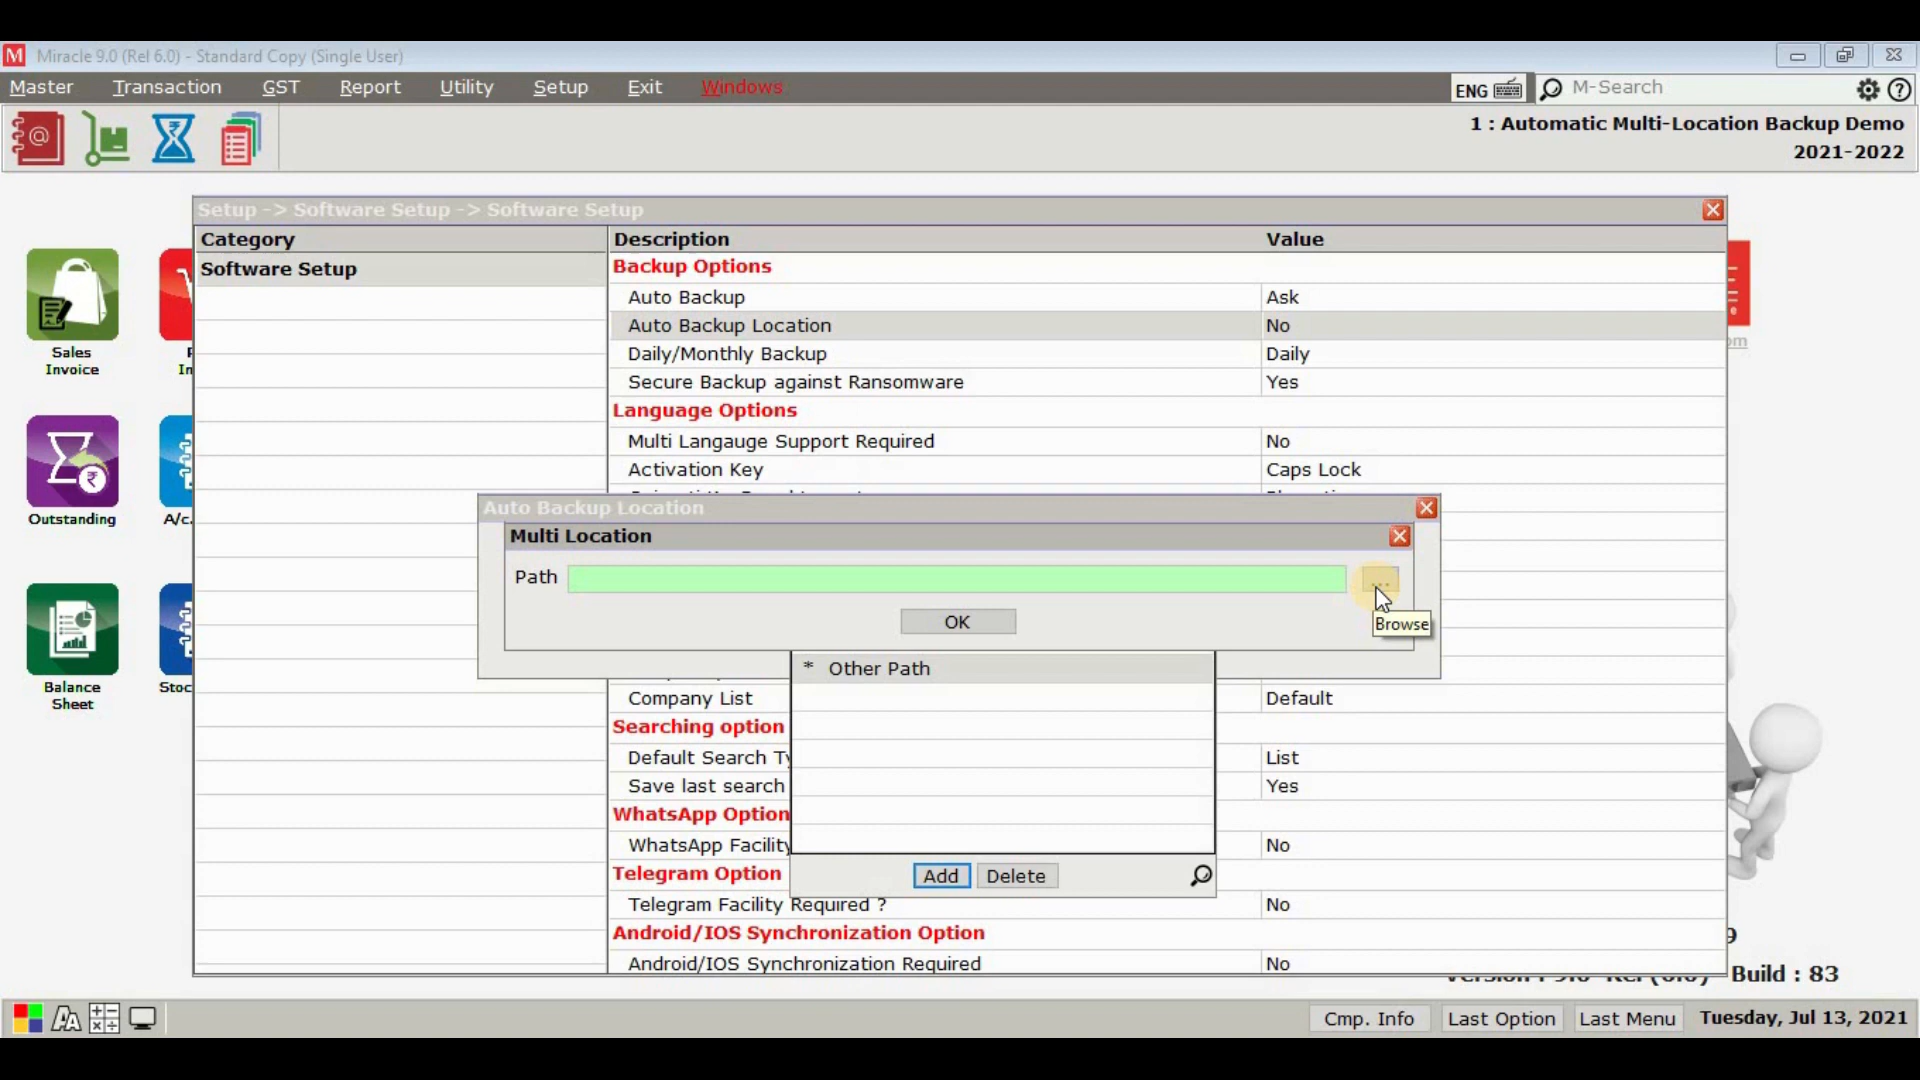 Miracle 9.0 (Rel 6.0) - Standard Copy (Single User)
Master Transaction GST Report Utility Setup Exit Windows ENG M-Search
1 : Automatic Multi-Location Backup Demo
2021-2022
Setup -> Software Setup -> Software Setup
Category Description Value
Software Setup
Backup Options
Auto Backup Ask
Auto Backup Location No
Daily/Monthly Backup Daily
Secure Backup against Ransomware Yes
Language Options
Multi Langauge Support Required No
Activation Key Caps Lock
Sales
Invoice
Outstanding
A/c.
Balance
Sheet
Auto Backup Location
Multi Location
Path ...
OK
Browse
* Other Path
Company List Default
Searching option
Default Search List
Save last search Yes
WhatsApp Option
WhatsApp Facility No
Add Delete
Telegram Option
Telegram Facility Required ? No
Android/IOS Synchronization Option
Android/IOS Synchronization Required No
Build : 83
Cmp. Info Last Option Last Menu Tuesday, Jul 13, 2021